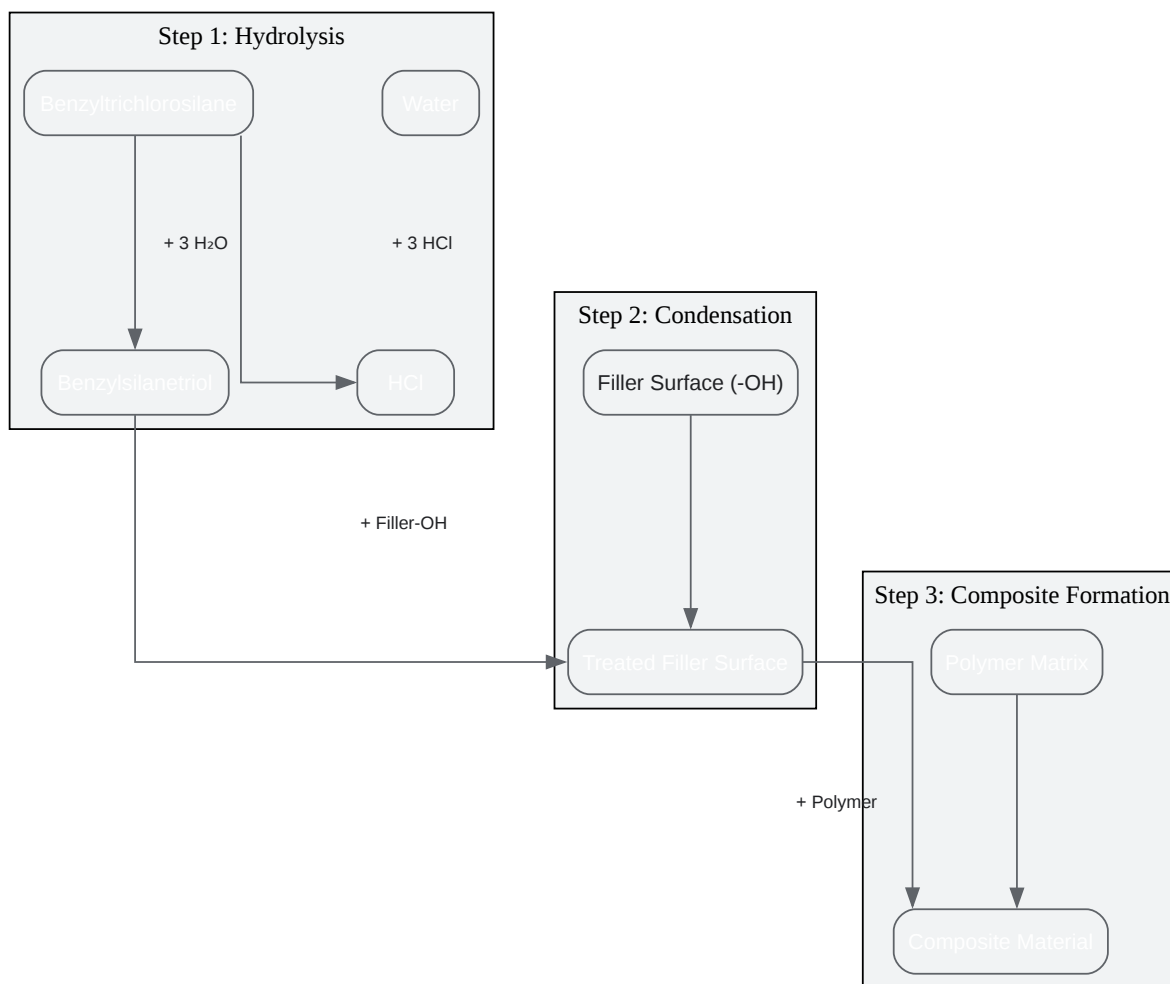 Step 1: Hydrolysis
Benzyltrichlorosilane
Water
+ 3 H₂O
+ 3 HCl
Benzylsilanetriol
HCl
Step 2: Condensation
Filler Surface (-OH)
+ Filler-OH
Treated Filler Surface
Step 3: Composite Formation
Polymer Matrix
+ Polymer
Composite Material